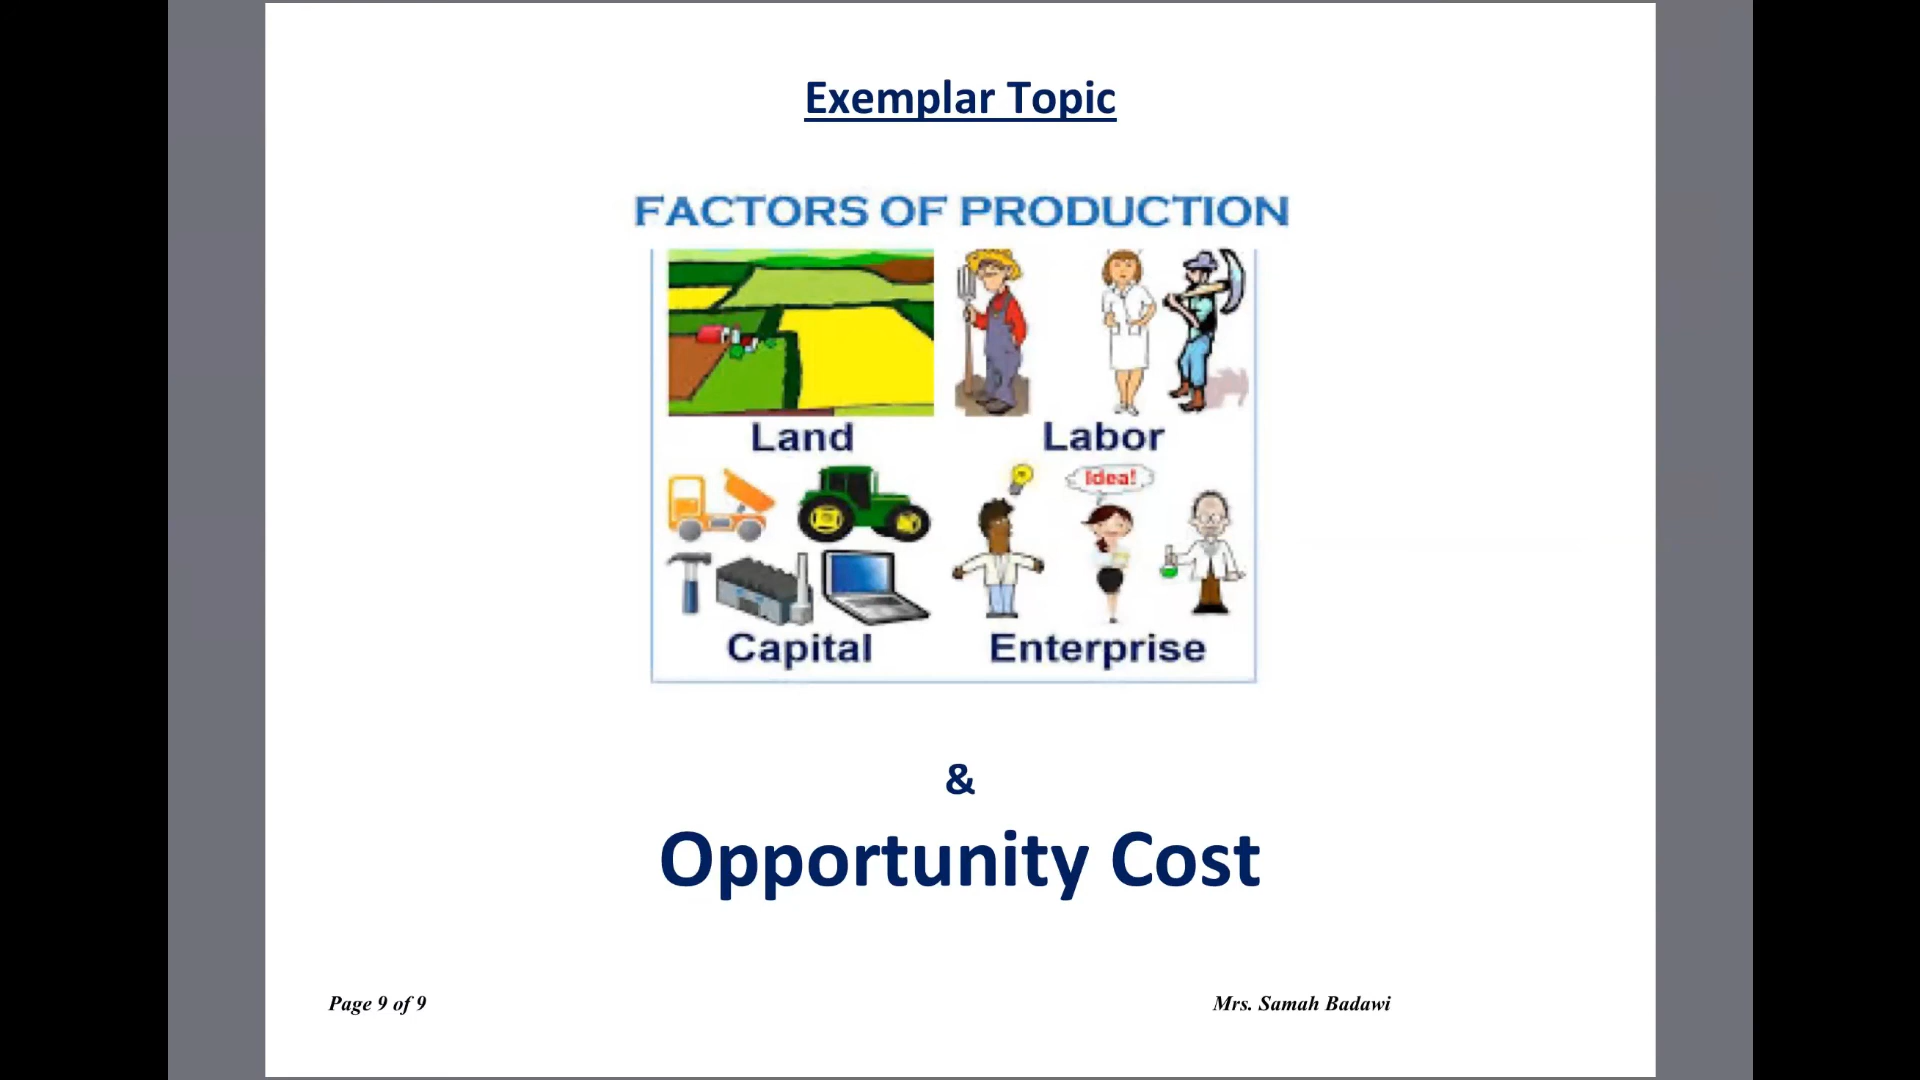 Exemplar Topic
FACTORS OF PRODUCTION
Land
Labor
Idea!
Capital
Enterprise
&
Opportunity Cost
Page 9 of 9
Mrs. Samah Badawi